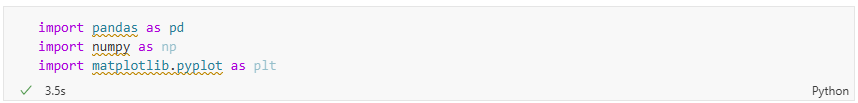 import pandas as pd
import numpy as np
import matplotlib.pyplot as plt
3.5s
Python